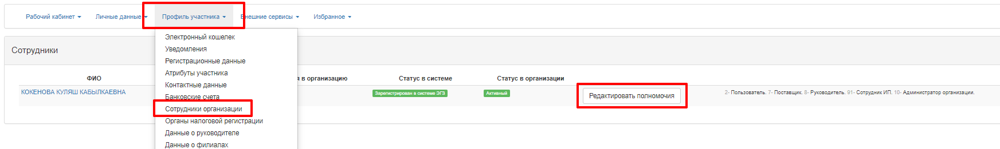 Рабочий кабинет Личные данные Профиль участника Внешние сервисы Избранное
Электронный кошелек
Уведомления
Регистрационные данные
Атрибуты участника
Контактные данные
Банковские счета
Сотрудники организации
Органы налоговой регистрации
Данные о руководителе
Данные о филиалах
Сотрудники
ФИО в организацию Статус в системе Статус в организации
КОКЕНОВА КУЛЯШ КАБЫЛКАЕВНА Зарегистрирован в системе ЭГЗ Активный Редактировать полномочия 2- Пользователь. 7- Поставщик. 8- Руководитель. 91- Сотрудник ИП. 10- Администратор организации.